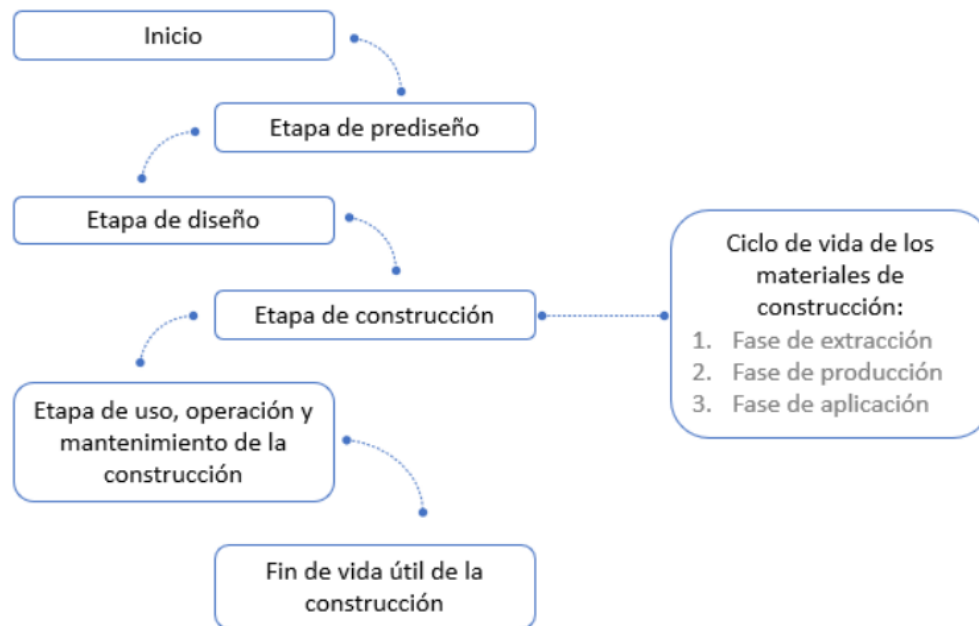 Inicio
Etapa de prediseño
Etapa de diseño
Etapa de construcción
Ciclo de vida de los
materiales de
construcción:
1. Fase de extracción
2. Fase de producción
3. Fase de aplicación
Etapa de uso, operación y
mantenimiento de la
construcción
Fin de vida útil de la
construcción